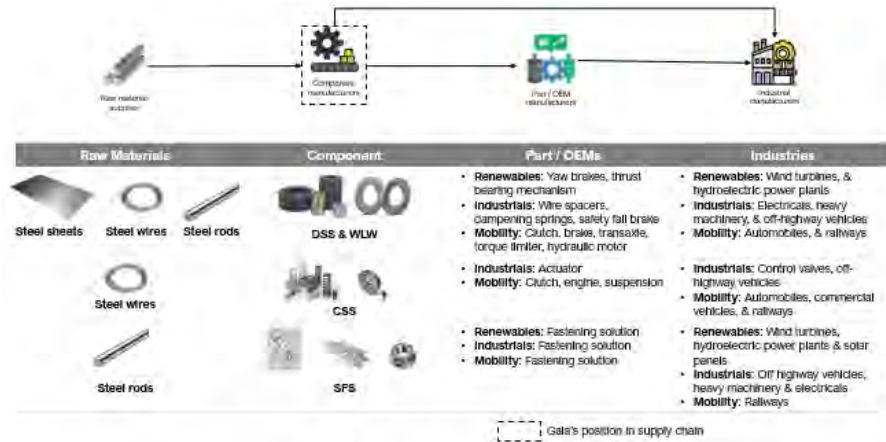 Raw material supplier
Component manufacturers
Part / OEM manufacturers
Industrial manufacturers
Raw Materials
Component
Part / OEMs
Industries
Steel sheets
Steel wires
Steel rods
DSS & WLW
• Renewables: Yaw brakes, thrust
bearing mechanism
• Industrials: Wire spacers,
dampening springs, safety fall brake
• Mobility: Clutch, brake, transaxle,
torque limiter, hydraulic motor
• Renewables: Wind turbines, &
hydroelectric power plants
• Industrials: Electricals, heavy
machinery, & off-highway vehicles
• Mobility: Automobiles, & railways
Steel wires
CSS
• Industrials: Actuator
• Mobility: Clutch, engine, suspension
• Industrials: Control valves, off-
highway vehicles
• Mobility: Automobiles, commercial
vehicles, & railways
Steel rods
SFS
• Renewables: Fastening solution
• Industrials: Fastening solution
• Mobility: Fastening solution
• Renewables: Wind turbines,
hydroelectric power plants & solar
panels
• Industrials: Off highway vehicles,
heavy machinery & electricals
• Mobility: Railways
Gala's position in supply chain